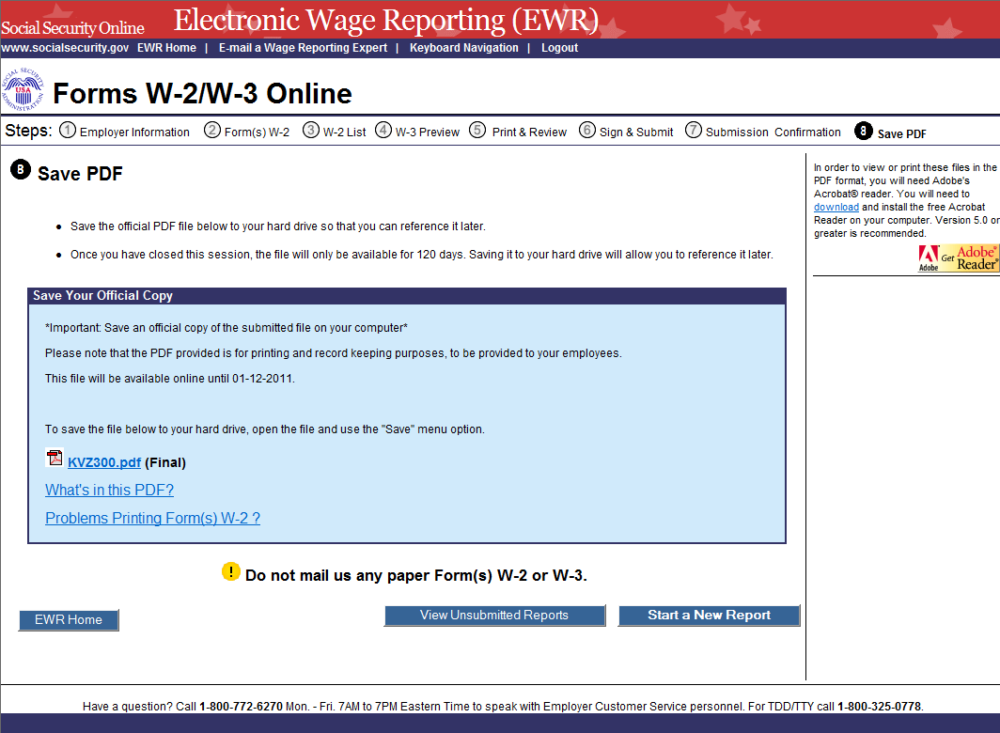 Social Security Online
Electronic Wage Reporting (EWR)
www.socialsecurity.gov EWR Home | E-mail a Wage Reporting Expert | Keyboard Navigation | Logout
SOCIAL SECURITY ADMINISTRATION
USA
Forms W-2/W-3 Online
Steps: 1 Employer Information 2 Form(s) W-2 3 W-2 List 4 W-3 Preview 5 Print & Review 6 Sign & Submit 7 Submission Confirmation 8 Save PDF
8 Save PDF
• Save the official PDF file below to your hard drive so that you can reference it later.
• Once you have closed this session, the file will only be available for 120 days. Saving it to your hard drive will allow you to reference it later.
Save Your Official Copy
*Important: Save an official copy of the submitted file on your computer*
Please note that the PDF provided is for printing and record keeping purposes, to be provided to your employees.
This file will be available online until 01-12-2011.
To save the file below to your hard drive, open the file and use the "Save" menu option.
KVZ300.pdf (Final)
What's in this PDF?
Problems Printing Form(s) W-2 ?
! Do not mail us any paper Form(s) W-2 or W-3.
EWR Home
View Unsubmitted Reports
Start a New Report
In order to view or print these files in the
PDF format, you will need Adobe's
Acrobat® reader. You will need to
download and install the free Acrobat
Reader on your computer. Version 5.0 or
greater is recommended.
Adobe
Get Adobe®
Reader®
Have a question? Call 1-800-772-6270 Mon. - Fri. 7AM to 7PM Eastern Time to speak with Employer Customer Service personnel. For TDD/TTY call 1-800-325-0778.